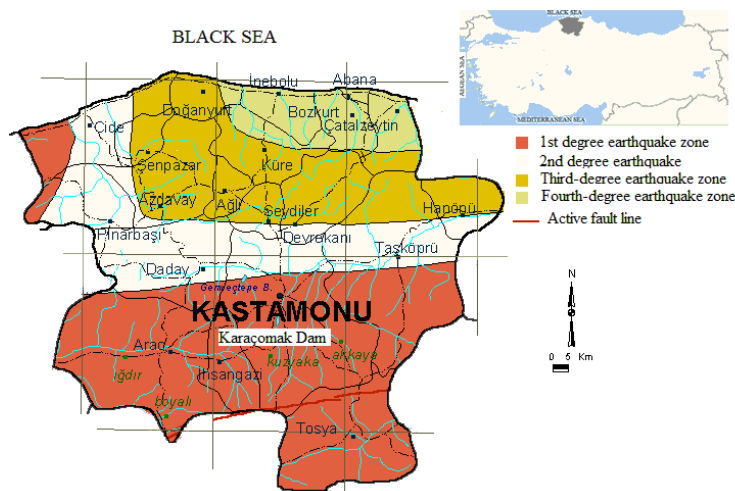 BLACK SEA
BLACK SEA
AEGEAN SEA
MEDITERRANEAN SEA
İnebolu
Abana
Doğanyurt
Bozkurt
Çatalzeytin
Cide
Şenpazar
Küre
Azdavay
Ağlı
Seydiler
Hanönü
Pınarbaşı
Devrekani
Taşköprü
Daday
KASTAMONU
Karaçomak Dam
Araç
iğdır
İhsangazi
kuzyaka
akkaya
boyalı
Tosya
1st degree earthquake zone
2nd degree earthquake
Third-degree earthquake zone
Fourth-degree earthquake zone
Active fault line
N
0 5 Km